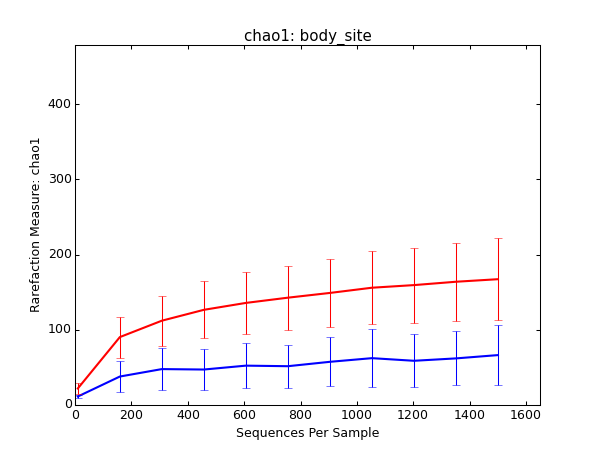 chao1: body_site
Rarefaction Measure: chao1
400
300
200
100
0
0 200 400 600 800 1000 1200 1400 1600
Sequences Per Sample